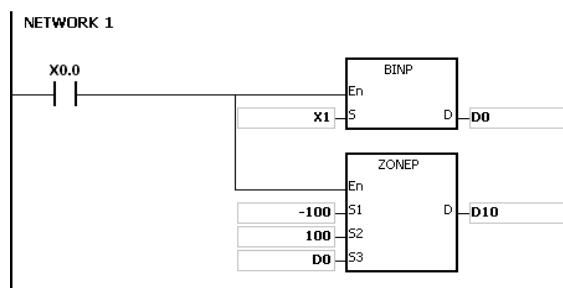 NETWORK 1
X0.0
BINP
En
X1 S D D0
ZONEP
En
-100 S1 D D10
100 S2
D0 S3